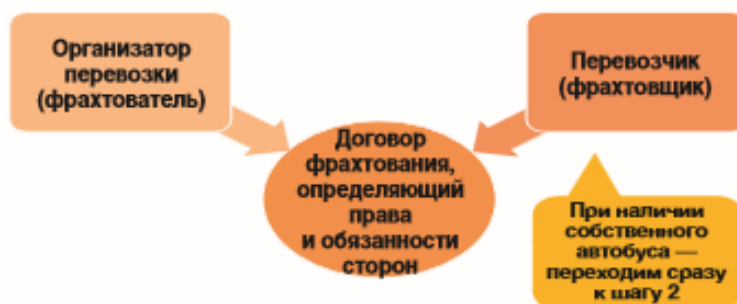 Организатор
перевозки
(фрахтователь)
Перевозчик
(фрахтовщик)
Договор
фрахтования,
определяющий
права
и обязанности
сторон
При наличии
собственного
автобуса —
переходим сразу
к шагу 2